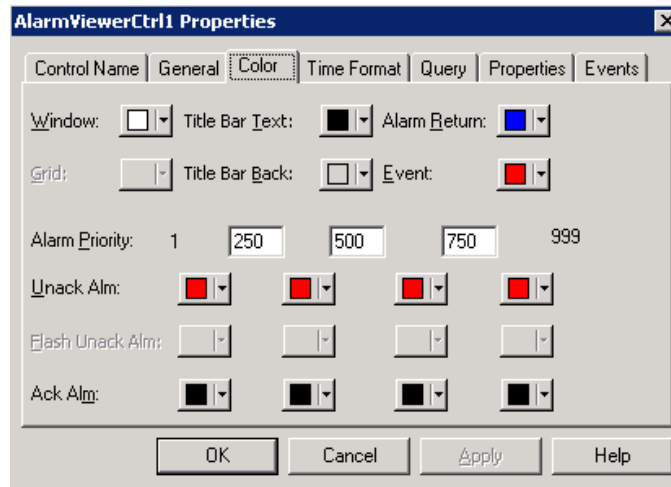 AlarmViewerCtrl1 Properties
Control Name General Color Time Format Query Properties Events
Window: Title Bar Text: Alarm Return:
Grid: Title Bar Back: Event:
Alarm Priority: 1 250 500 750 999
Unack Alm:
Flash Unack Alm:
Ack Alm:
OK Cancel Apply Help